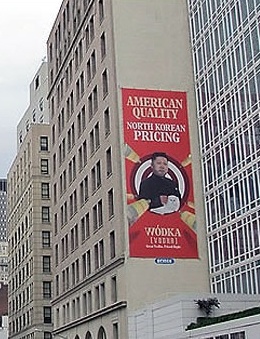 AMERICAN
QUALITY
NORTH KOREAN
PRICING
WÓDKA
[VODKA]